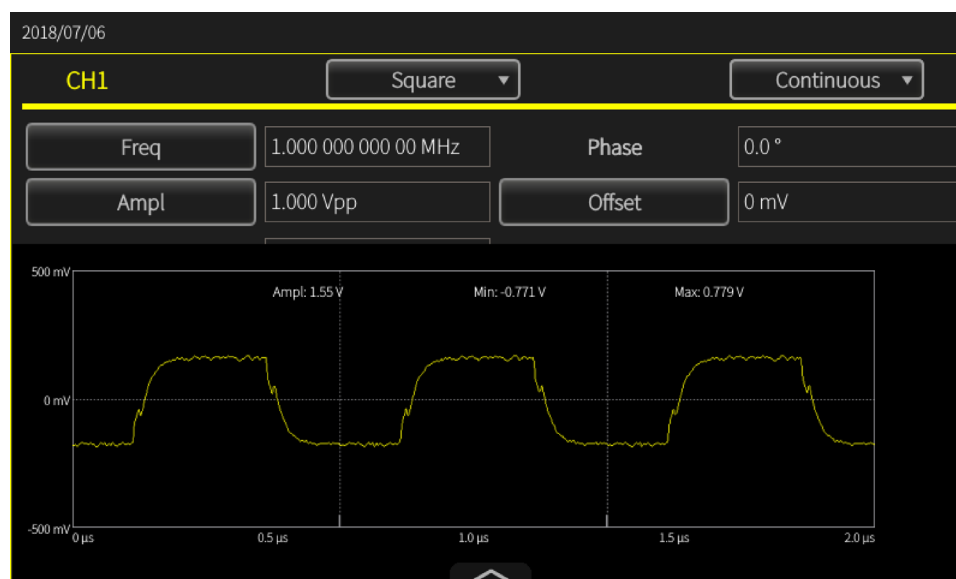 2018/07/06
CH1 Square Continuous
Freq 1.000 000 000 00 MHz Phase 0.0 °
Ampl 1.000 Vpp Offset 0 mV
500 mV
Ampl: 1.55 V Min: -0.771 V Max: 0.779 V
0 mV
-500 mV
0 µs 0.5 µs 1.0 µs 1.5 µs 2.0 µs